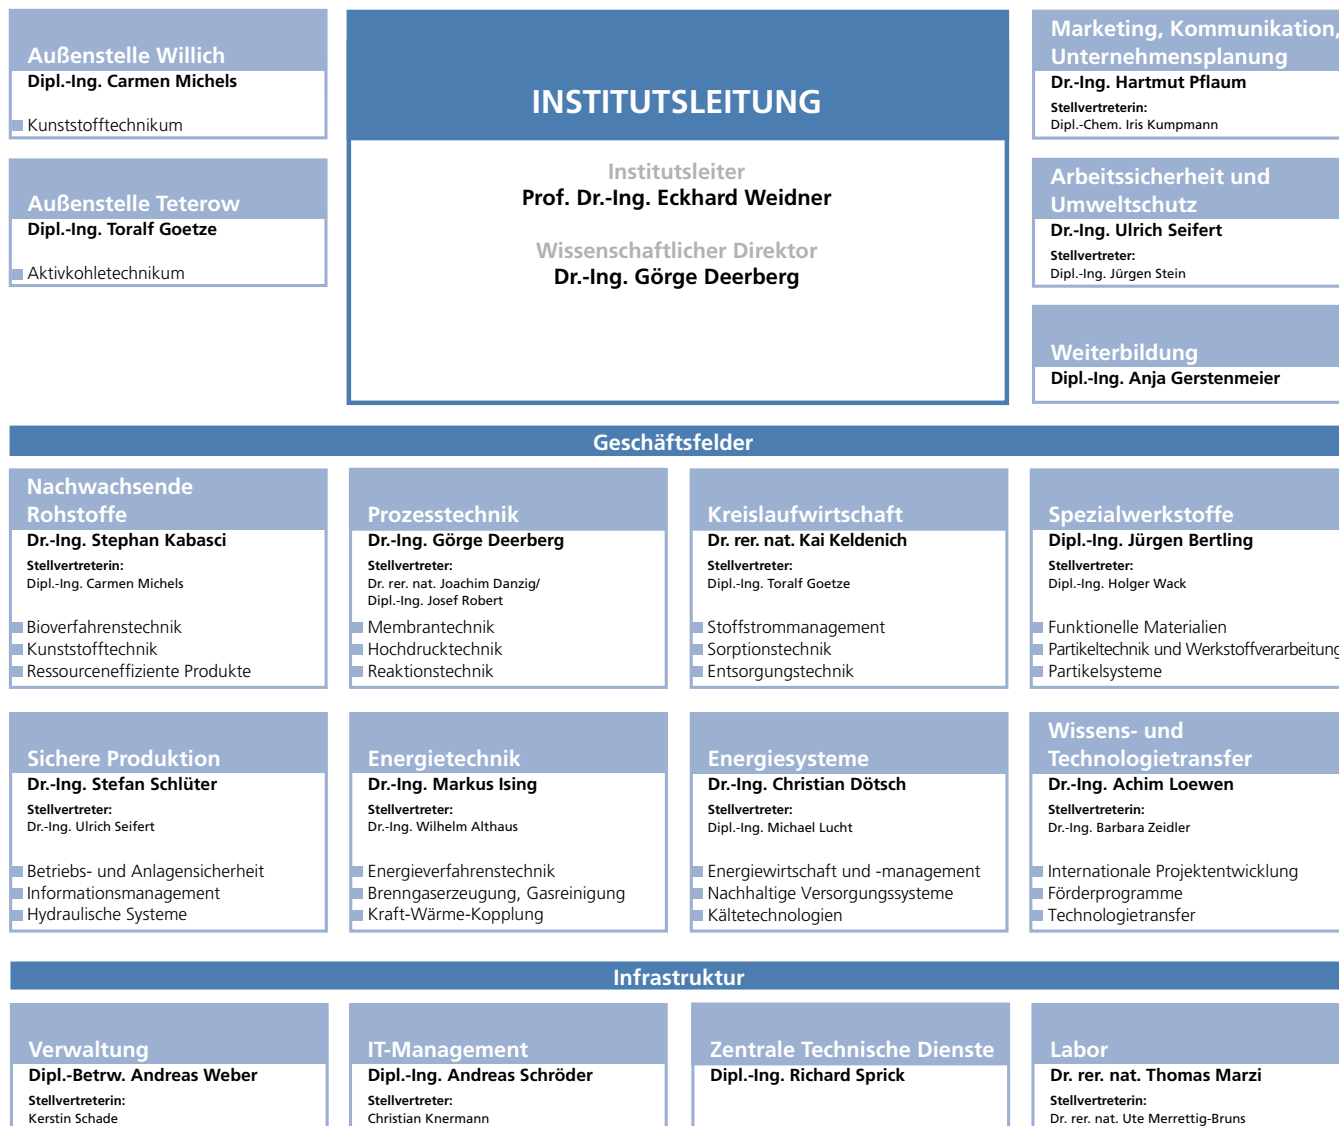 Außenstelle Willich
Dipl.-Ing. Carmen Michels
Kunststofftechnikum
Außenstelle Teterow
Dipl.-Ing. Toralf Goetze
Aktivkohletechnikum
INSTITUTSLEITUNG
Institutsleiter
Prof. Dr.-Ing. Eckhard Weidner
Wissenschaftlicher Direktor
Dr.-Ing. Görge Deerberg
Marketing, Kommunikation,
Unternehmensplanung
Dr.-Ing. Hartmut Pflaum
Stellvertreterin:
Dipl.-Chem. Iris Kumpmann
Arbeitssicherheit und
Umweltschutz
Dr.-Ing. Ulrich Seifert
Stellvertreter:
Dipl.-Ing. Jürgen Stein
Weiterbildung
Dipl.-Ing. Anja Gerstenmeier
Geschäftsfelder
Nachwachsende
Rohstoffe
Dr.-Ing. Stephan Kabasci
Stellvertreterin:
Dipl.-Ing. Carmen Michels
Bioverfahrenstechnik
Kunststofftechnik
Ressourceneffiziente Produkte
Prozesstechnik
Dr.-Ing. Görge Deerberg
Stellvertreter:
Dr. rer. nat. Joachim Danzig/
Dipl.-Ing. Josef Robert
Membrantechnik
Hochdrucktechnik
Reaktionstechnik
Kreislaufwirtschaft
Dr. rer. nat. Kai Keldenich
Stellvertreter:
Dipl.-Ing. Toralf Goetze
Stoffstrommanagement
Sorptionstechnik
Entsorgungstechnik
Spezialwerkstoffe
Dipl.-Ing. Jürgen Bertling
Stellvertreter:
Dipl.-Ing. Holger Wack
Funktionelle Materialien
Partikeltechnik und Werkstoffverarbeitung
Partikelsysteme
Sichere Produktion
Dr.-Ing. Stefan Schlüter
Stellvertreter:
Dr.-Ing. Ulrich Seifert
Betriebs- und Anlagensicherheit
Informationsmanagement
Hydraulische Systeme
Energietechnik
Dr.-Ing. Markus Ising
Stellvertreter:
Dr.-Ing. Wilhelm Althaus
Energieverfahrenstechnik
Brenngaserzeugung, Gasreinigung
Kraft-Wärme-Kopplung
Energiesysteme
Dr.-Ing. Christian Dötsch
Stellvertreter:
Dipl.-Ing. Michael Lucht
Energiewirtschaft und -management
Nachhaltige Versorgungssysteme
Kältetechnologien
Wissens- und
Technologietransfer
Dr.-Ing. Achim Loewen
Stellvertreterin:
Dr.-Ing. Barbara Zeidler
Internationale Projektentwicklung
Förderprogramme
Technologietransfer
Infrastruktur
Verwaltung
Dipl.-Betrw. Andreas Weber
Stellvertreterin:
Kerstin Schade
IT-Management
Dipl.-Ing. Andreas Schröder
Stellvertreter:
Christian Knermann
Zentrale Technische Dienste
Dipl.-Ing. Richard Sprick
Labor
Dr. rer. nat. Thomas Marzi
Stellvertreterin:
Dr. rer. nat. Ute Merrettig-Bruns